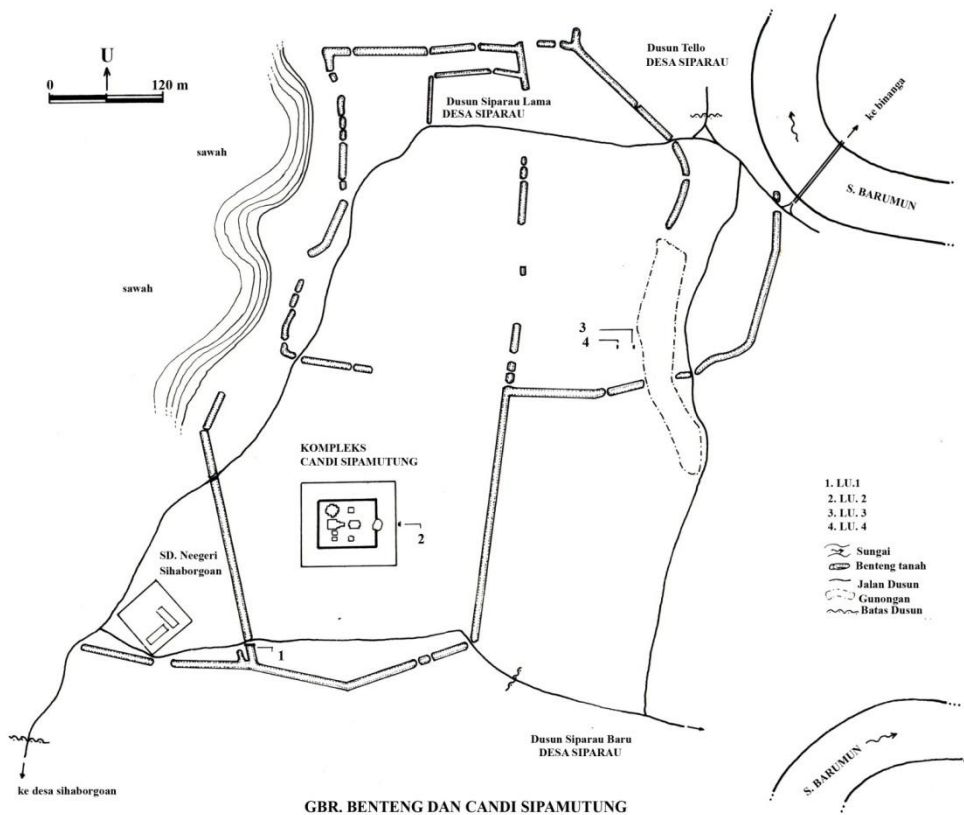 U
0 120 m
Dusun Tello
DESA SIPARAU
Dusun Siparau Lama
DESA SIPARAU
ke binanga
S. BARUMUN
sawah
sawah
3
4
KOMPLEKS
CANDI SIPAMUTUNG
2
SD. Neegeri
Sihaborgoan
1
1. LU.1
2. LU. 2
3. LU. 3
4. LU. 4
Sungai
Benteng tanah
Jalan Dusun
Gunongan
Batas Dusun
Dusun Siparau Baru
DESA SIPARAU
S. BARUMUN
ke desa sihaborgoan
GBR. BENTENG DAN CANDI SIPAMUTUNG